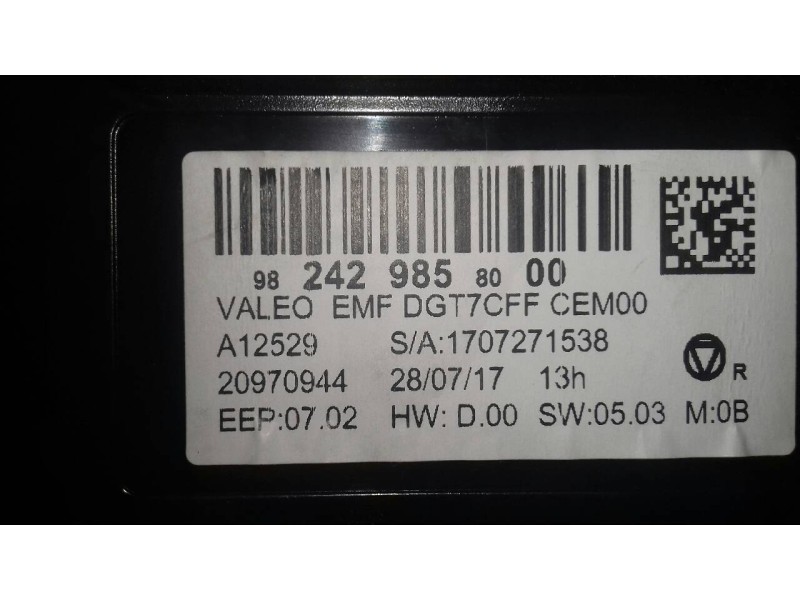 98 242 985 80 00
VALEO EMF DGT7CFF CEM00
A12529 S/A:1707271538
20970944 28/07/17 13h R
EEP:07.02 HW: D.00 SW:05.03 M:0B